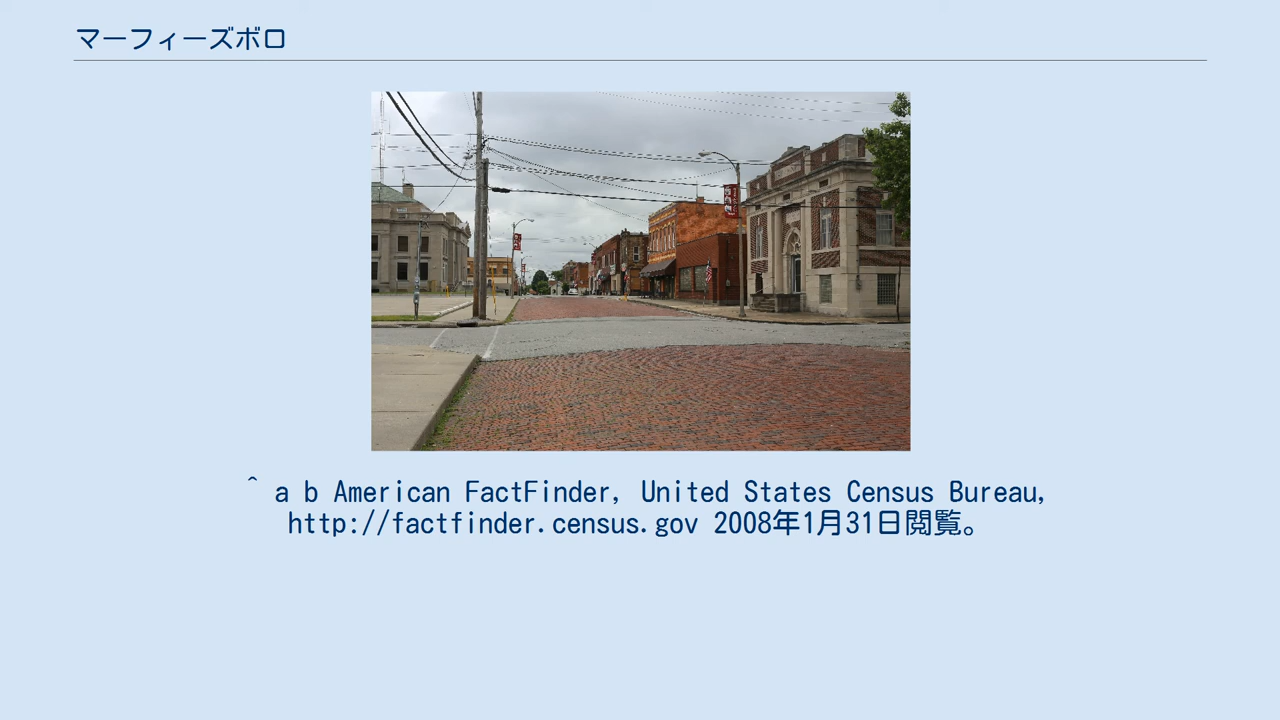 マーフィーズボロ
^ a b American FactFinder, United States Census Bureau,
http://factfinder.census.gov 2008年1月31日閲覧。